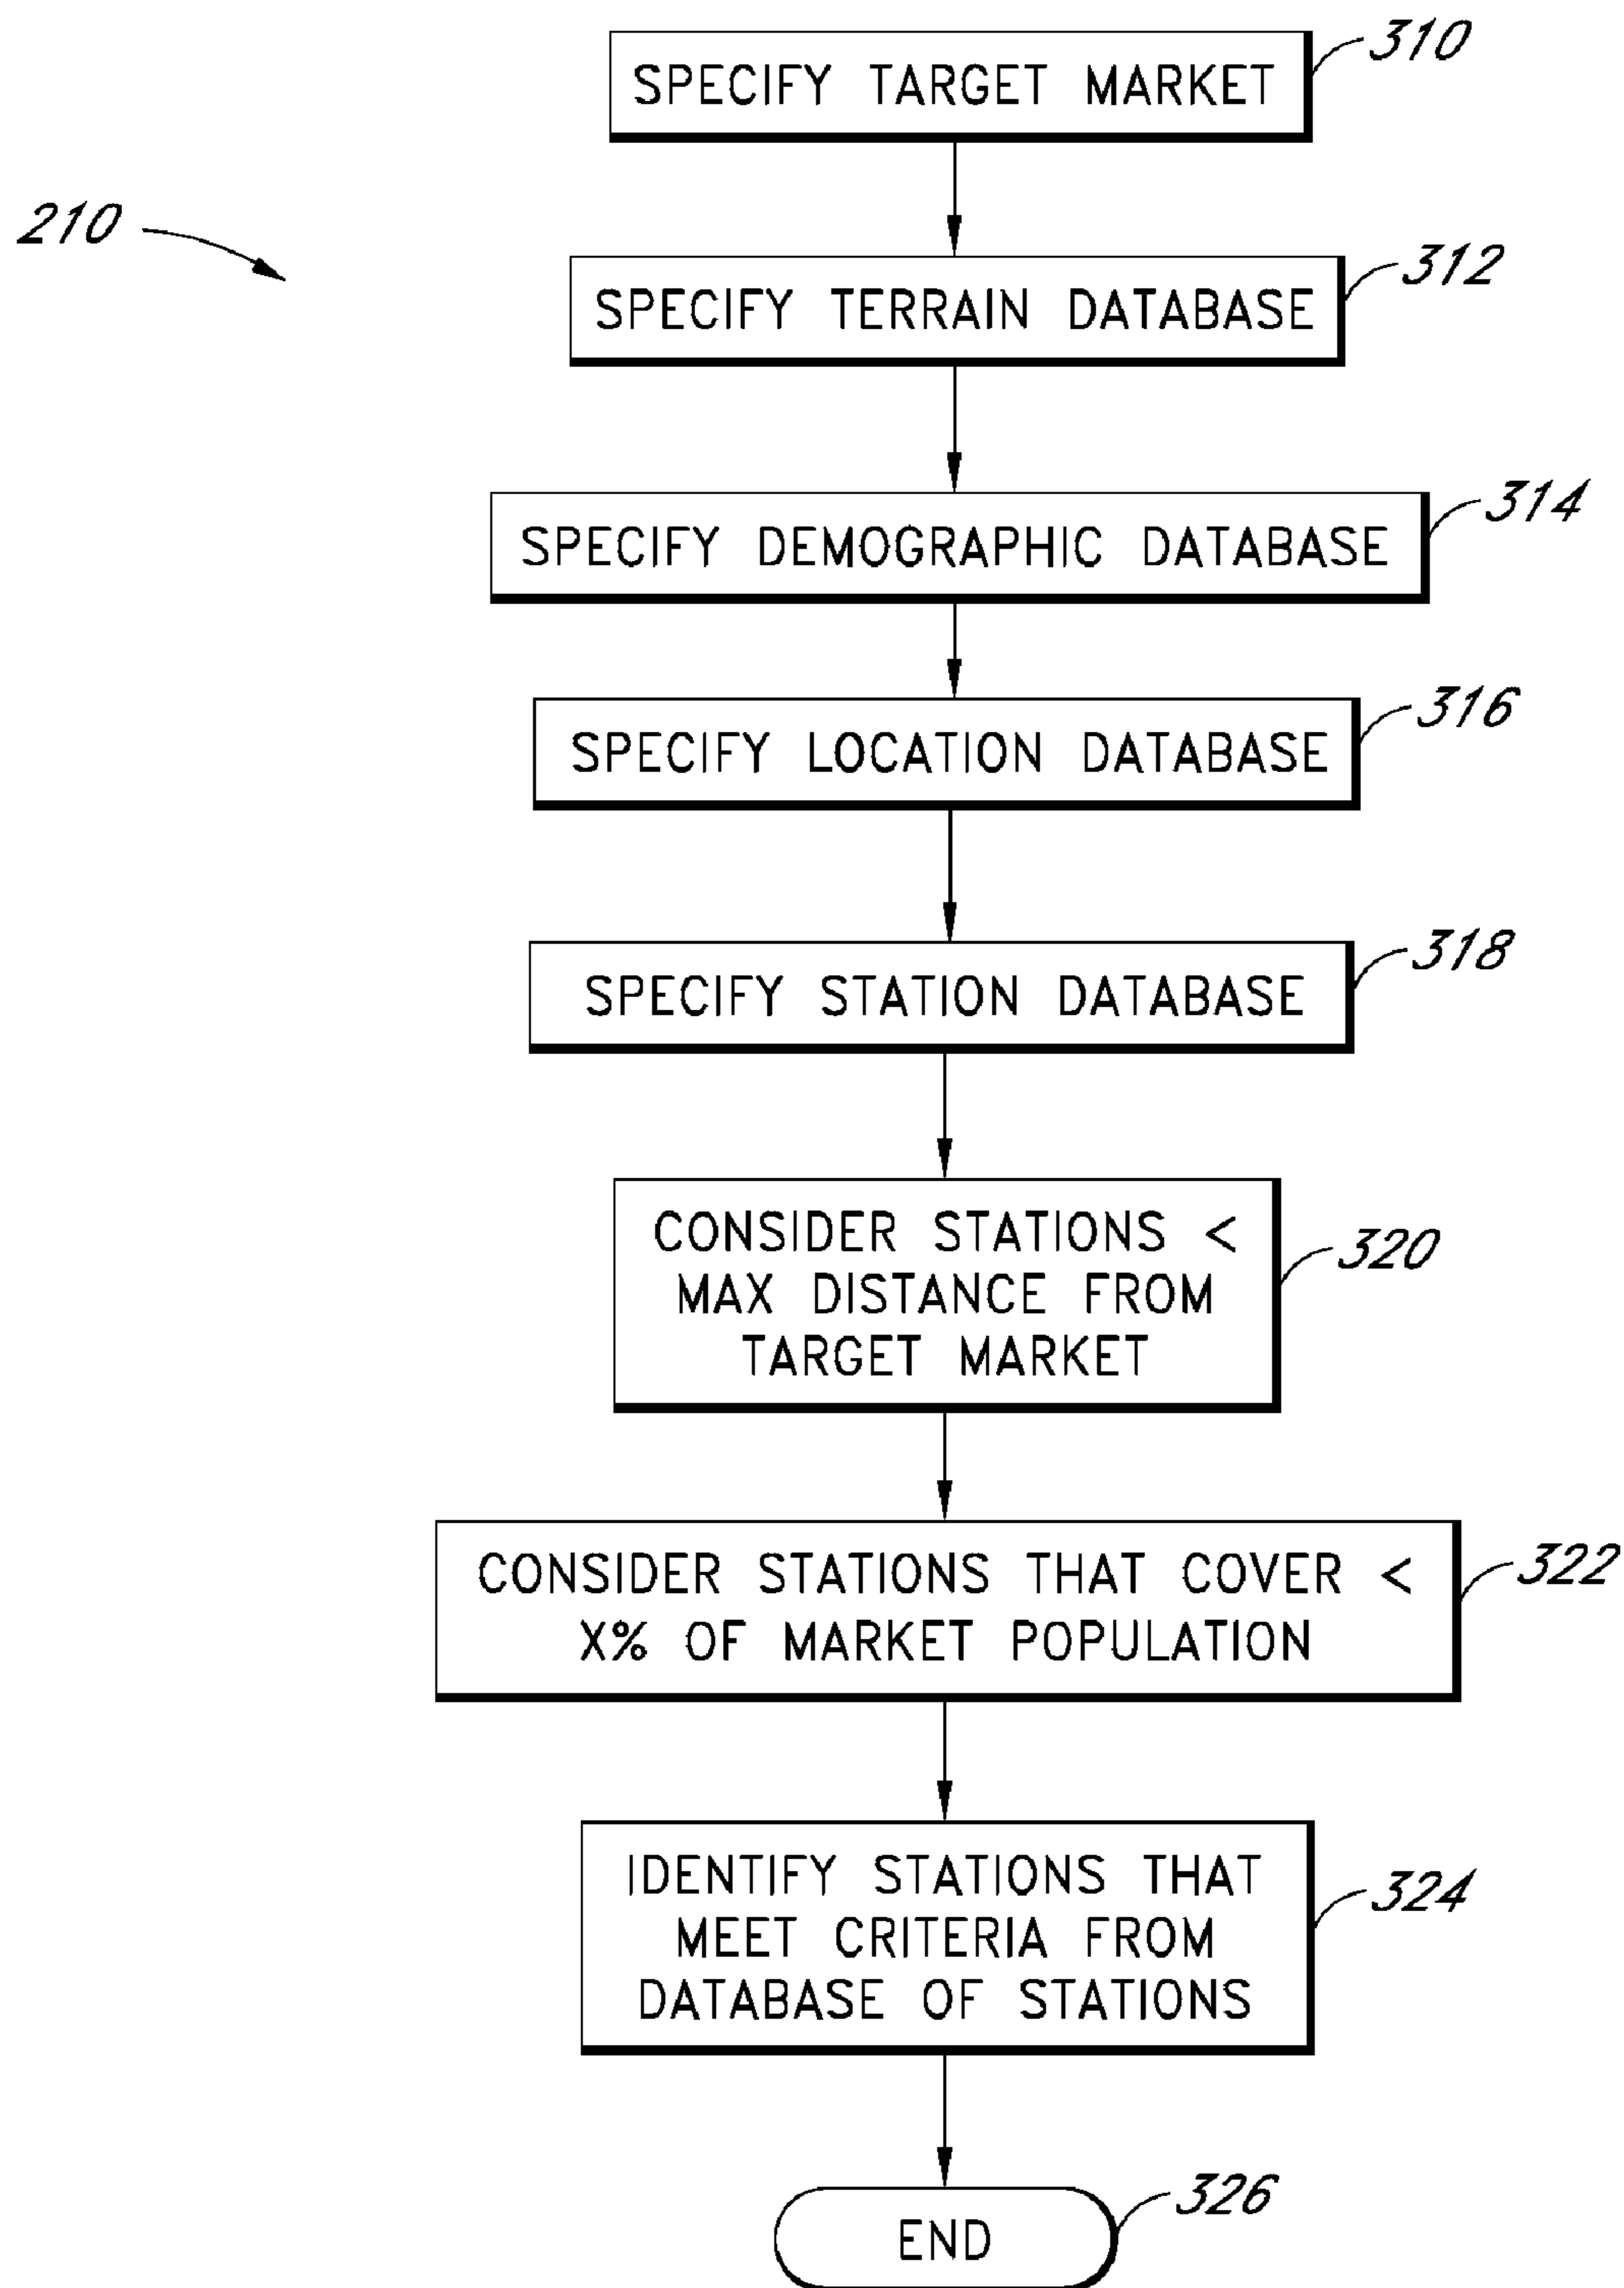 310
SPECIFY TARGET MARKET
210
312
SPECIFY TERRAIN DATABASE
314
SPECIFY DEMOGRAPHIC DATABASE
316
SPECIFY LOCATION DATABASE
318
SPECIFY STATION DATABASE
CONSIDER STATIONS <
MAX DISTANCE FROM
TARGET MARKET
320
CONSIDER STATIONS THAT COVER <
X% OF MARKET POPULATION
322
IDENTIFY STATIONS THAT
MEET CRITERIA FROM
DATABASE OF STATIONS
324
326
END